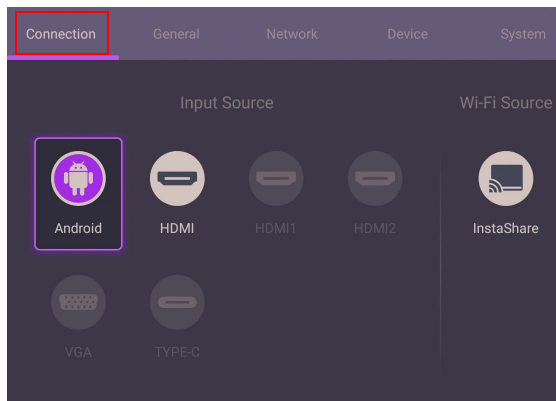 Connection General Network Device System
Input Source Wi-Fi Source
Android HDMI HDMI1 HDMI2 InstaShare
VGA TYPE-C